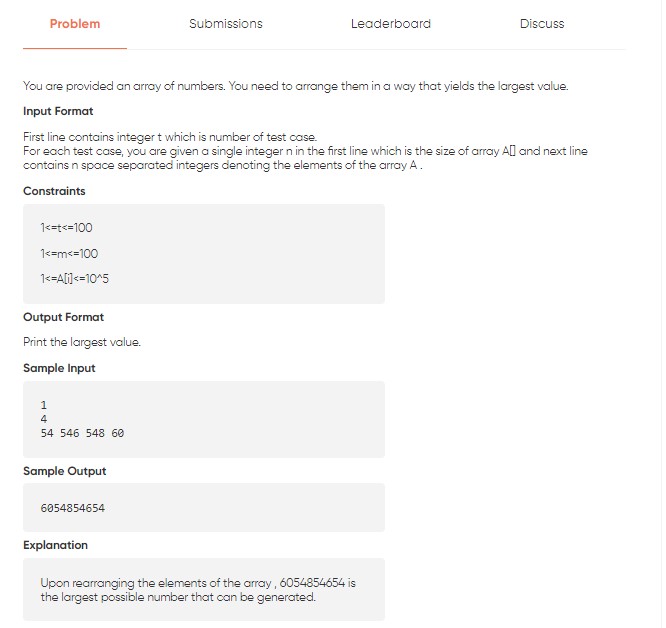 Problem Submissions Leaderboard Discuss
You are provided an array of numbers. You need to arrange them in a way that yields the largest value.
Input Format
First line contains integer t which is number of test case.
For each test case, you are given a single integer n in the first line which is the size of array A[] and next line
contains n space separated integers denoting the elements of the array A .
Constraints
1<=t<=100
1<=m<=100
1<=A[i]<=10^5
Output Format
Print the largest value.
Sample Input
1
4
54 546 548 60
Sample Output
6054854654
Explanation
Upon rearranging the elements of the array , 6054854654 is
the largest possible number that can be generated.